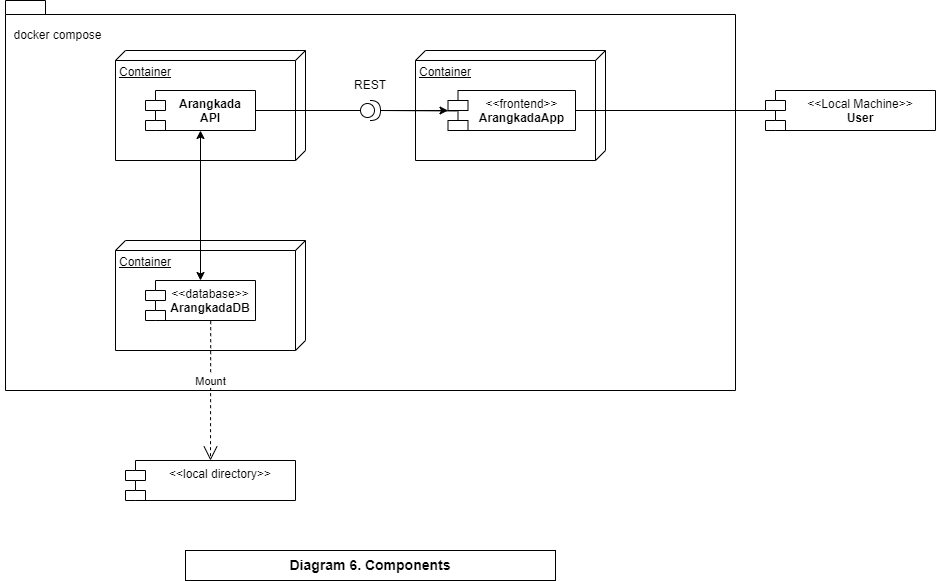 docker compose
Container
Arangkada
API
REST
Container
<<frontend>>
ArangkadaApp
<<Local Machine>>
User
Container
<<database>>
ArangkadaDB
Mount
<<local directory>>
Diagram 6. Components